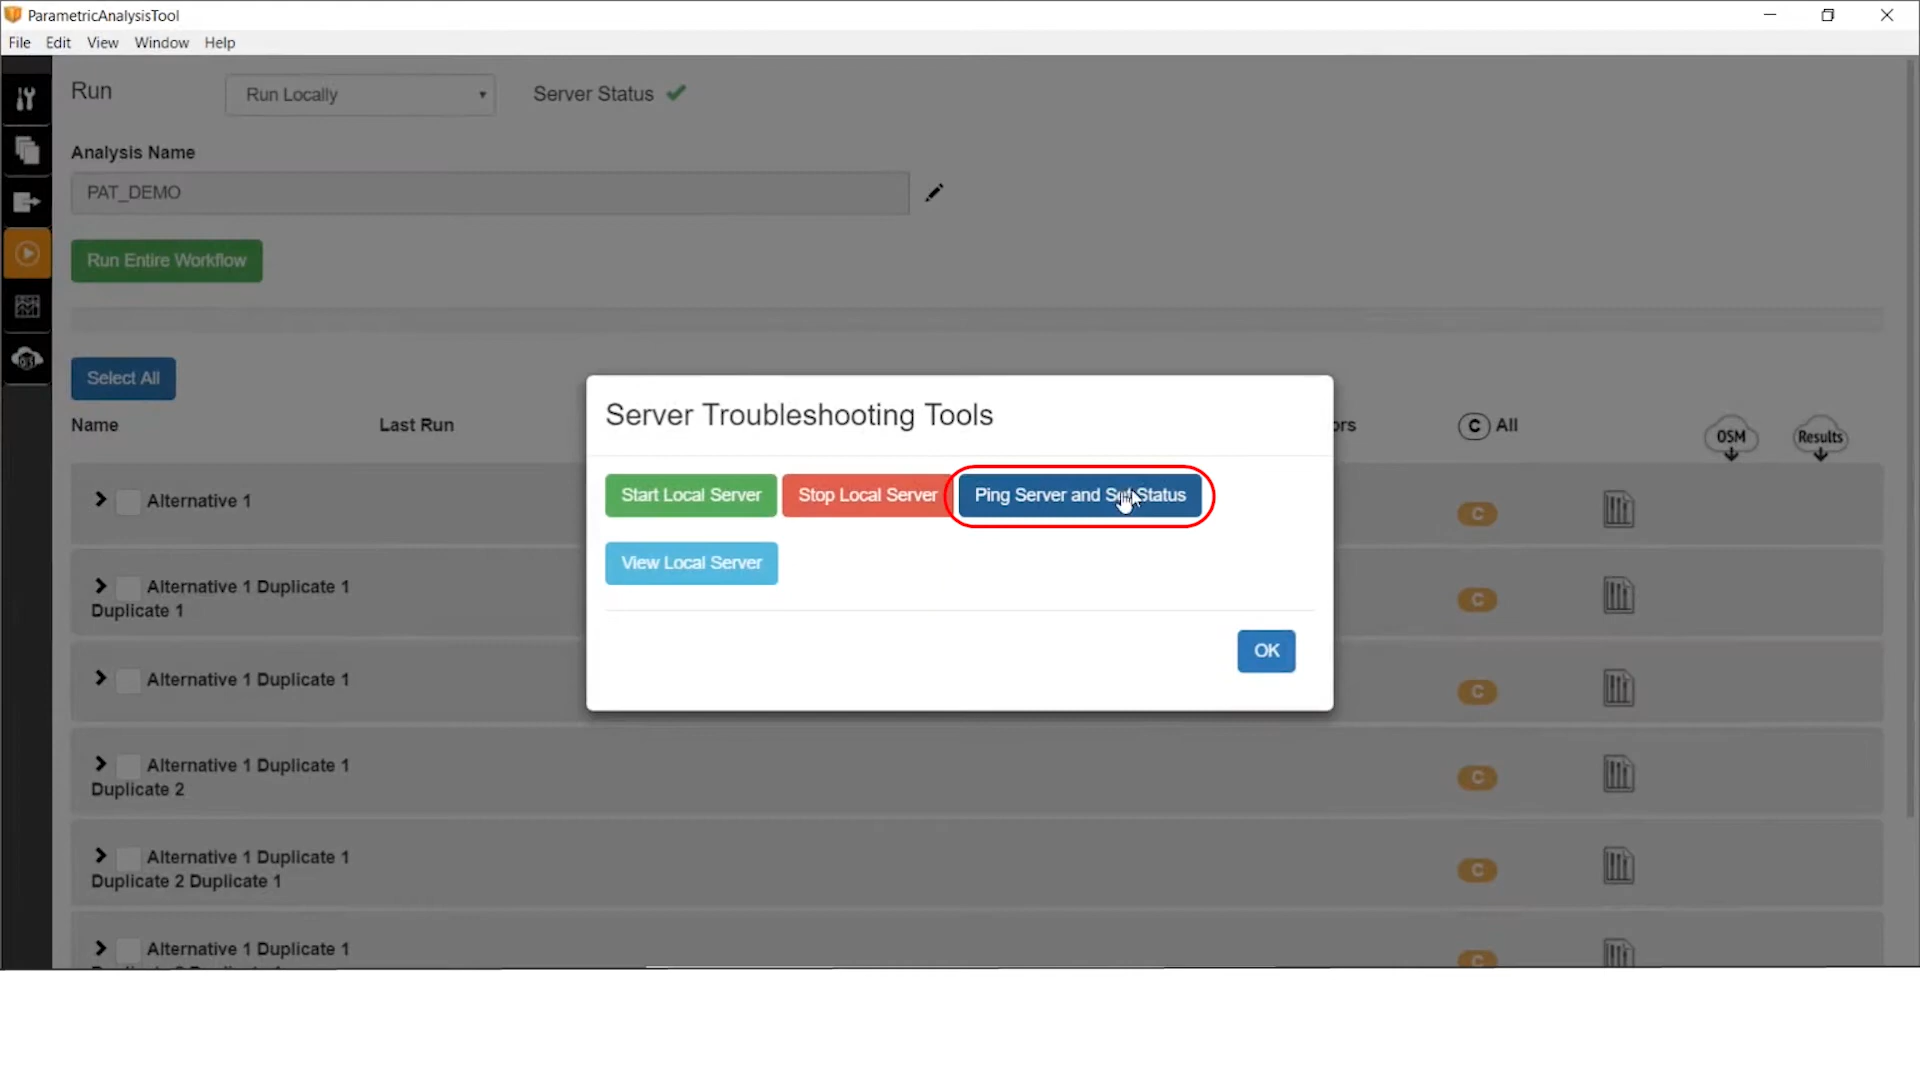 ParametricAnalysisTool
File Edit View Window Help
Run
Run Locally
Server Status
Analysis Name
PAT_DEMO
Run Entire Workflow
Select All
Name
Last Run
ors
C All
OSM
Results
Server Troubleshooting Tools
Start Local Server
Stop Local Server
Ping Server and Set Status
View Local Server
OK
Alternative 1
C
Alternative 1 Duplicate 1
Duplicate 1
C
Alternative 1 Duplicate 1
C
Alternative 1 Duplicate 1
Duplicate 2
C
Alternative 1 Duplicate 1
Duplicate 2 Duplicate 1
C
Alternative 1 Duplicate 1
C